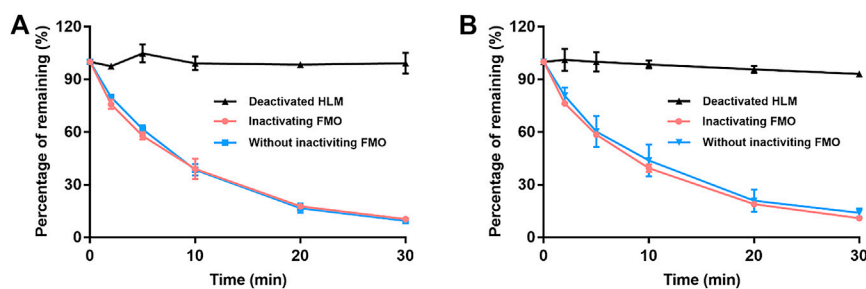 A
Percentage of remaining (%)
120
90
60
30
0
Deactivated HLM
Inactivating FMO
Without inactiviting FMO
0
10
20
30
Time (min)
B
Percentage of remaining (%)
120
90
60
30
0
Deactivated HLM
Inactivating FMO
Without inactiviting FMO
0
10
20
30
Time (min)